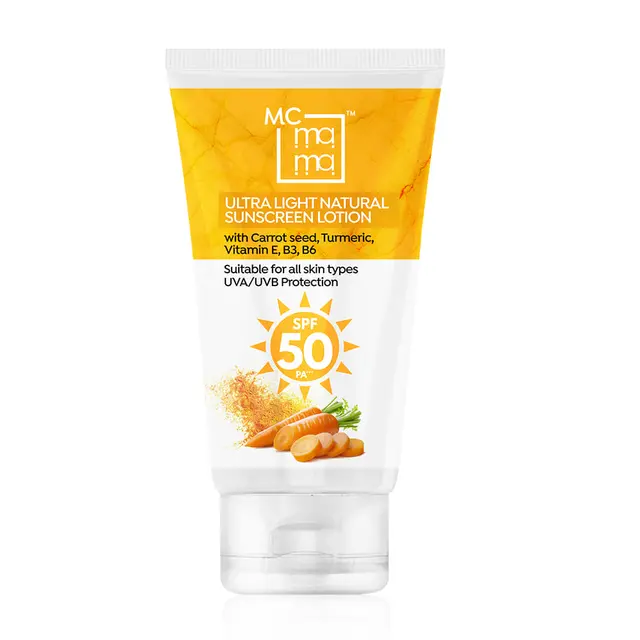 MC
TM
ma
ma
ULTRA LIGHT NATURAL
SUNSCREEN LOTION
with Carrot seed, Turmeric,
Vitamin E, B3, B6
Suitable for all skin types
UVA/UVB Protection
SPF
50
PA+++